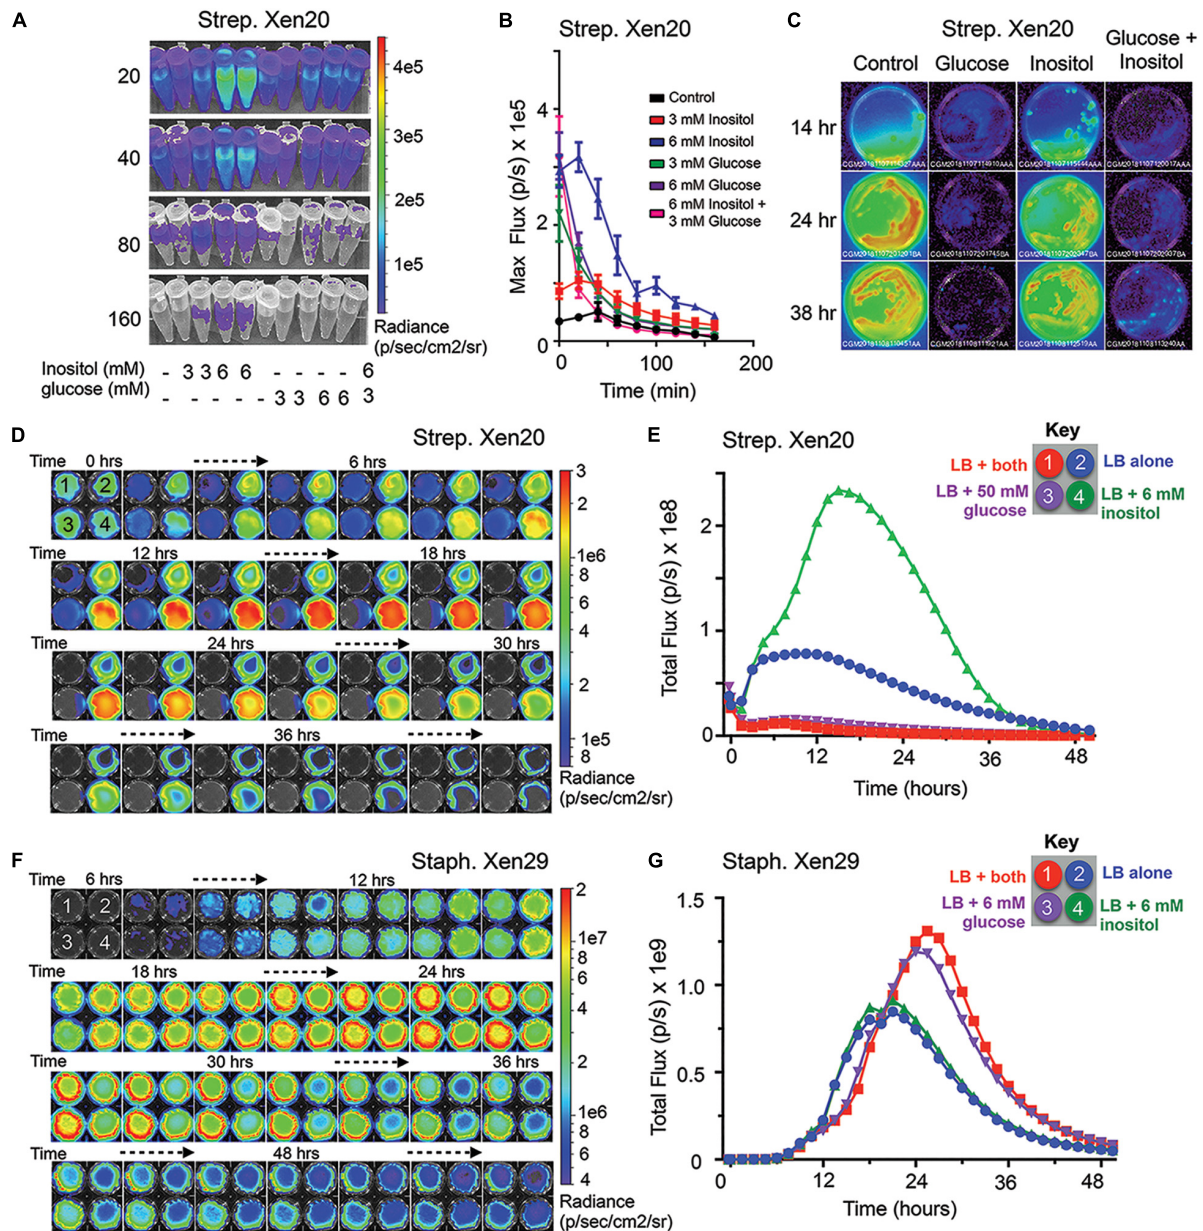 A
Strep. Xen20
20
40
80
160
4e5
3e5
2e5
1e5
Radiance
(p/sec/cm2/sr)
Inositol (mM) - 3 3 6 6 - - - - - 6
glucose (mM) - - - - - - 3 3 6 6 3
B
Strep. Xen20
Max Flux (p/s) x 1e5
4
2
0
0 100 200
Time (min)
Control
3 mM Inositol
6 mM Inositol
3 mM Glucose
6 mM Glucose
6 mM Inositol +
3 mM Glucose
C
Strep. Xen20
Control Glucose Inositol Glucose +
Inositol
14 hr
24 hr
38 hr
D
Strep. Xen20
Time 0 hrs 6 hrs
1 2
3 4
Time 12 hrs 18 hrs
Time 24 hrs 30 hrs
Time 36 hrs
3
2
1e6
8
6
4
2
1e5
8
Radiance
(p/sec/cm2/sr)
E
Strep. Xen20
Key
LB + both 1 2 LB alone
LB + 50 mM
glucose 3 4 LB + 6 mM
inositol
Total Flux (p/s) x 1e8
2
1
0
0 12 24 36 48
Time (hours)
F
Staph. Xen29
Time 6 hrs 12 hrs
1 2
3 4
Time 18 hrs 24 hrs
Time 30 hrs 36 hrs
Time 48 hrs
2
1e7
8
6
4
2
1e6
8
6
4
Radiance
(p/sec/cm2/sr)
G
Staph. Xen29
Key
LB + both 1 2 LB alone
LB + 6 mM
glucose 3 4 LB + 6 mM
inositol
Total Flux (p/s) x 1e9
1.5
1.0
0.5
0
0 12 24 36 48
Time (hours)